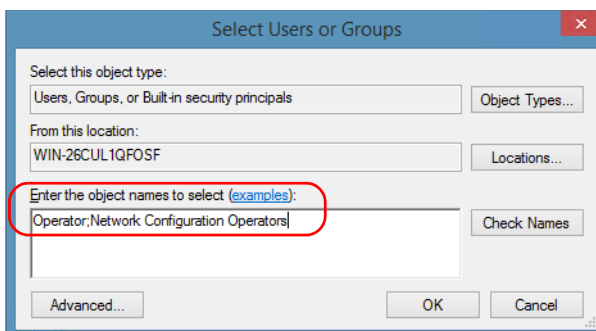 Select Users or Groups
Select this object type:
Users, Groups, or Built-in security principals
Object Types...
From this location:
WIN-26CUL1QFOSF
Locations...
Enter the object names to select (examples):
Operator;Network Configuration Operators
Check Names
Advanced...
OK
Cancel